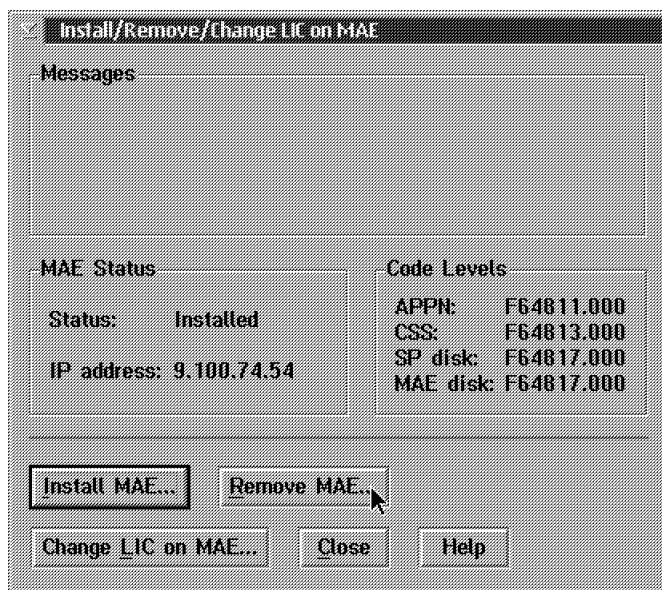 Install/Remove/Change LIC on MAE
Messages
MAE Status
Status: Installed
IP address: 9.100.74.54
Code Levels
APPN: F64811.000
CSS: F64813.000
SP disk: F64817.000
MAE disk: F64817.000
Install MAE... Remove MAE...
Change LIC on MAE... Close Help